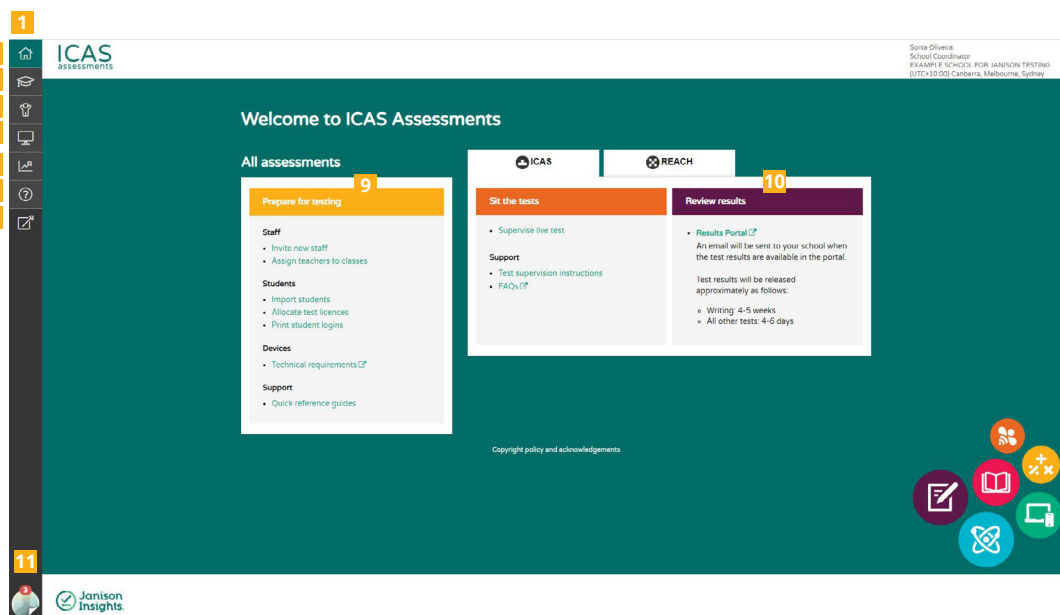 1
ICAS
assessments
Sonia Oliveira
School Coordinator
EXAMPLE SCHOOL FOR JANISON TESTING
(UTC+10:00) Canberra, Melbourne, Sydney
Welcome to ICAS Assessments
All assessments
9
Prepare for testing
Staff
• Invite new staff
• Assign teachers to classes
Students
• Import students
• Allocate test licences
• Print student logins
Devices
• Technical requirements
Support
• Quick reference guides
ICAS
REACH
10
Sit the tests
• Supervise live test
Support
• Test supervision instructions
• FAQs
Review results
• Results Portal
An email will be sent to your school when
the test results are available in the portal.
Test results will be released
approximately as follows:
Writing: 4-5 weeks
All other tests: 4-6 days
Copyright policy and acknowledgements
11
3
Janison
Insights.